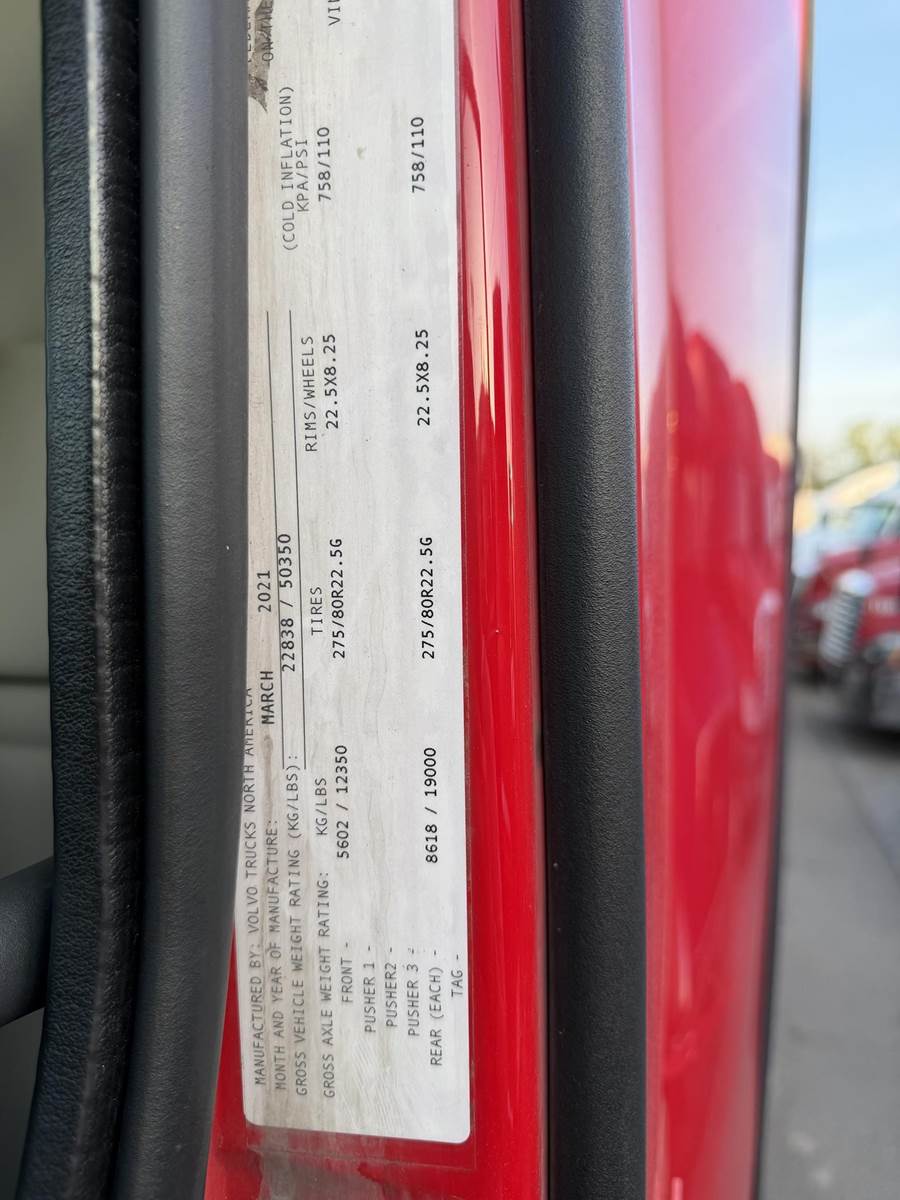 MANUFACTURED BY: VOLVO TRUCKS NORTH AMERICA
MONTH AND YEAR OF MANUFACTURE: MARCH 2021
GROSS VEHICLE WEIGHT RATING (KG/LBS): 22838 / 50350 (COLD INFLATION)
GROSS AXLE WEIGHT RATING: KG/LBS TIRES RIMS/WHEELS KPA/PSI
FRONT - 5602 / 12350 275/80R22.5G 22.5X8.25 758/110
PUSHER 1 -
PUSHER2 -
PUSHER 3 -
REAR (EACH) - 8618 / 19000 275/80R22.5G 22.5X8.25 758/110
TAG -